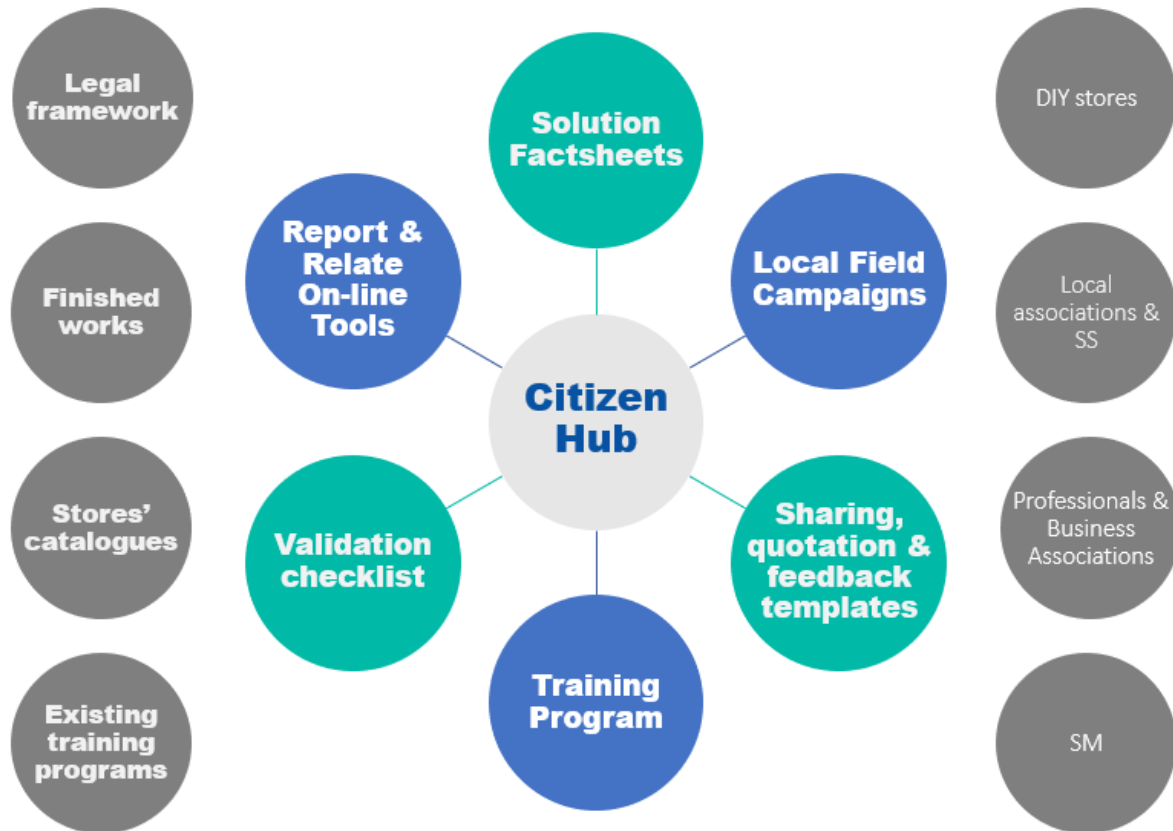 Legal
framework
Finished
works
Stores'
catalogues
Existing
training
programs
Solution
Factsheets
Report &
Relate
On-line
Tools
Local Field
Campaigns
Citizen
Hub
Validation
checklist
Sharing,
quotation &
feedback
templates
Training
Program
DIY stores
Local
associations &
SS
Professionals &
Business
Associations
SM